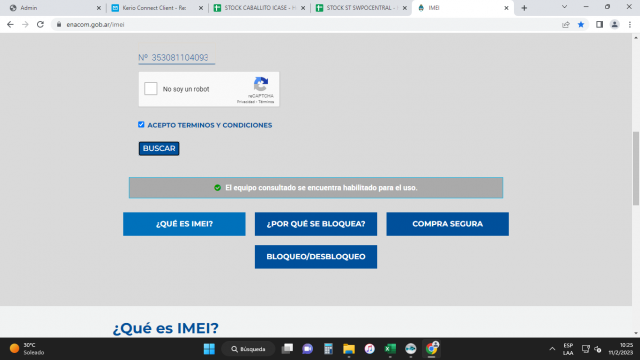 Admin
Kerio Connect Client - Re:
STOCK CABALLITO ICASE - H
STOCK ST SWPOCENTRAL -
IMEI
enacom.gob.ar/imei
Nº 353081104093
No soy un robot
reCAPTCHA
Privacidad - Términos
ACEPTO TERMINOS Y CONDICIONES
BUSCAR
El equipo consultado se encuentra habilitado para el uso.
¿QUÉ ES IMEI?
¿POR QUÉ SE BLOQUEA?
COMPRA SEGURA
BLOQUEO/DESBLOQUEO
¿Qué es IMEI?
30°C
Soleado
Búsqueda
ESP
LAA
10:25
11/2/2023